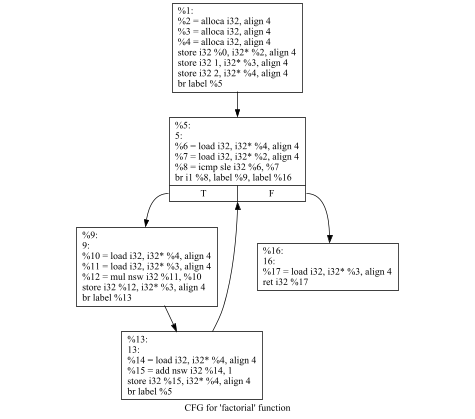 %1:
%2 = alloca i32, align 4
%3 = alloca i32, align 4
%4 = alloca i32, align 4
store i32 %0, i32* %2, align 4
store i32 1, i32* %3, align 4
store i32 2, i32* %4, align 4
br label %5
%5:
5:
%6 = load i32, i32* %4, align 4
%7 = load i32, i32* %2, align 4
%8 = icmp sle i32 %6, %7
br i1 %8, label %9, label %16
T
F
%9:
9:
%10 = load i32, i32* %4, align 4
%11 = load i32, i32* %3, align 4
%12 = mul nsw i32 %11, %10
store i32 %12, i32* %3, align 4
br label %13
%16:
16:
%17 = load i32, i32* %3, align 4
ret i32 %17
%13:
13:
%14 = load i32, i32* %4, align 4
%15 = add nsw i32 %14, 1
store i32 %15, i32* %4, align 4
br label %5
CFG for 'factorial' function